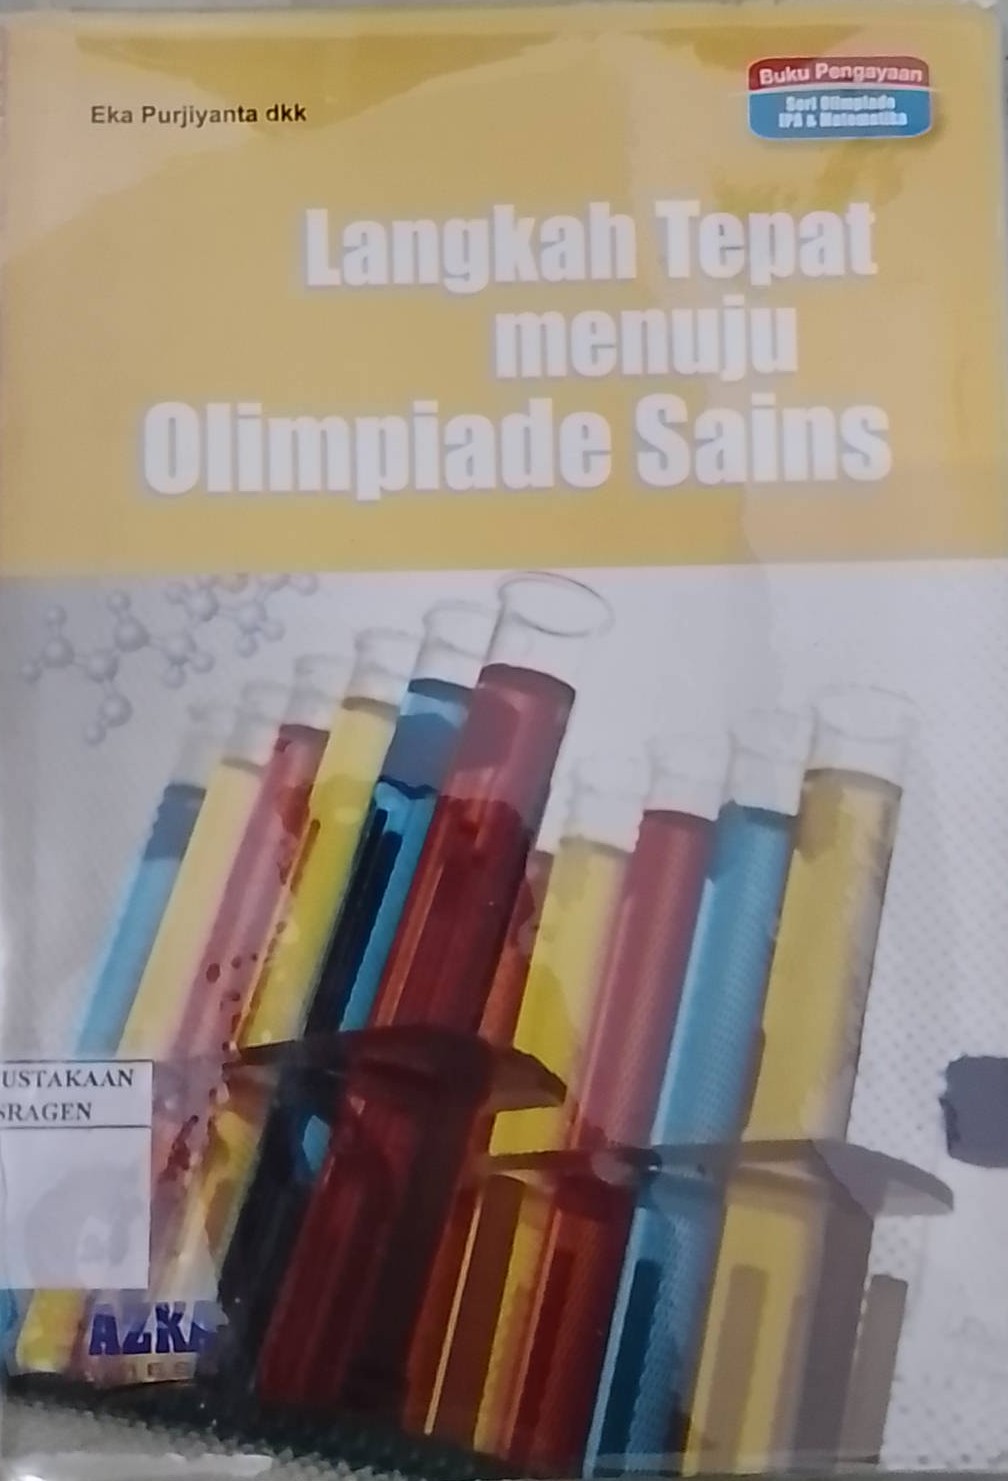 Eka Purjiyanta dkk
Buku Pengayaan
Seri Olimpiade
IPA & Matematika
Langkah Tepat
menuju
Olimpiade Sains
USTAKAAN
SRAGEN
AZKA